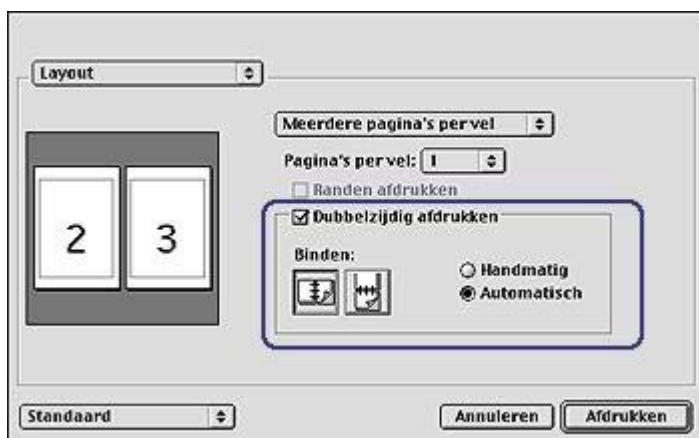 Layout
Meerdere pagina's per vel
Pagina's per vel: 1
Randen afdrukken
Dubbelzijdig afdrukken
2 3
Binden:
Handmatig
Automatisch
Standaard
Annuleren Afdrukken